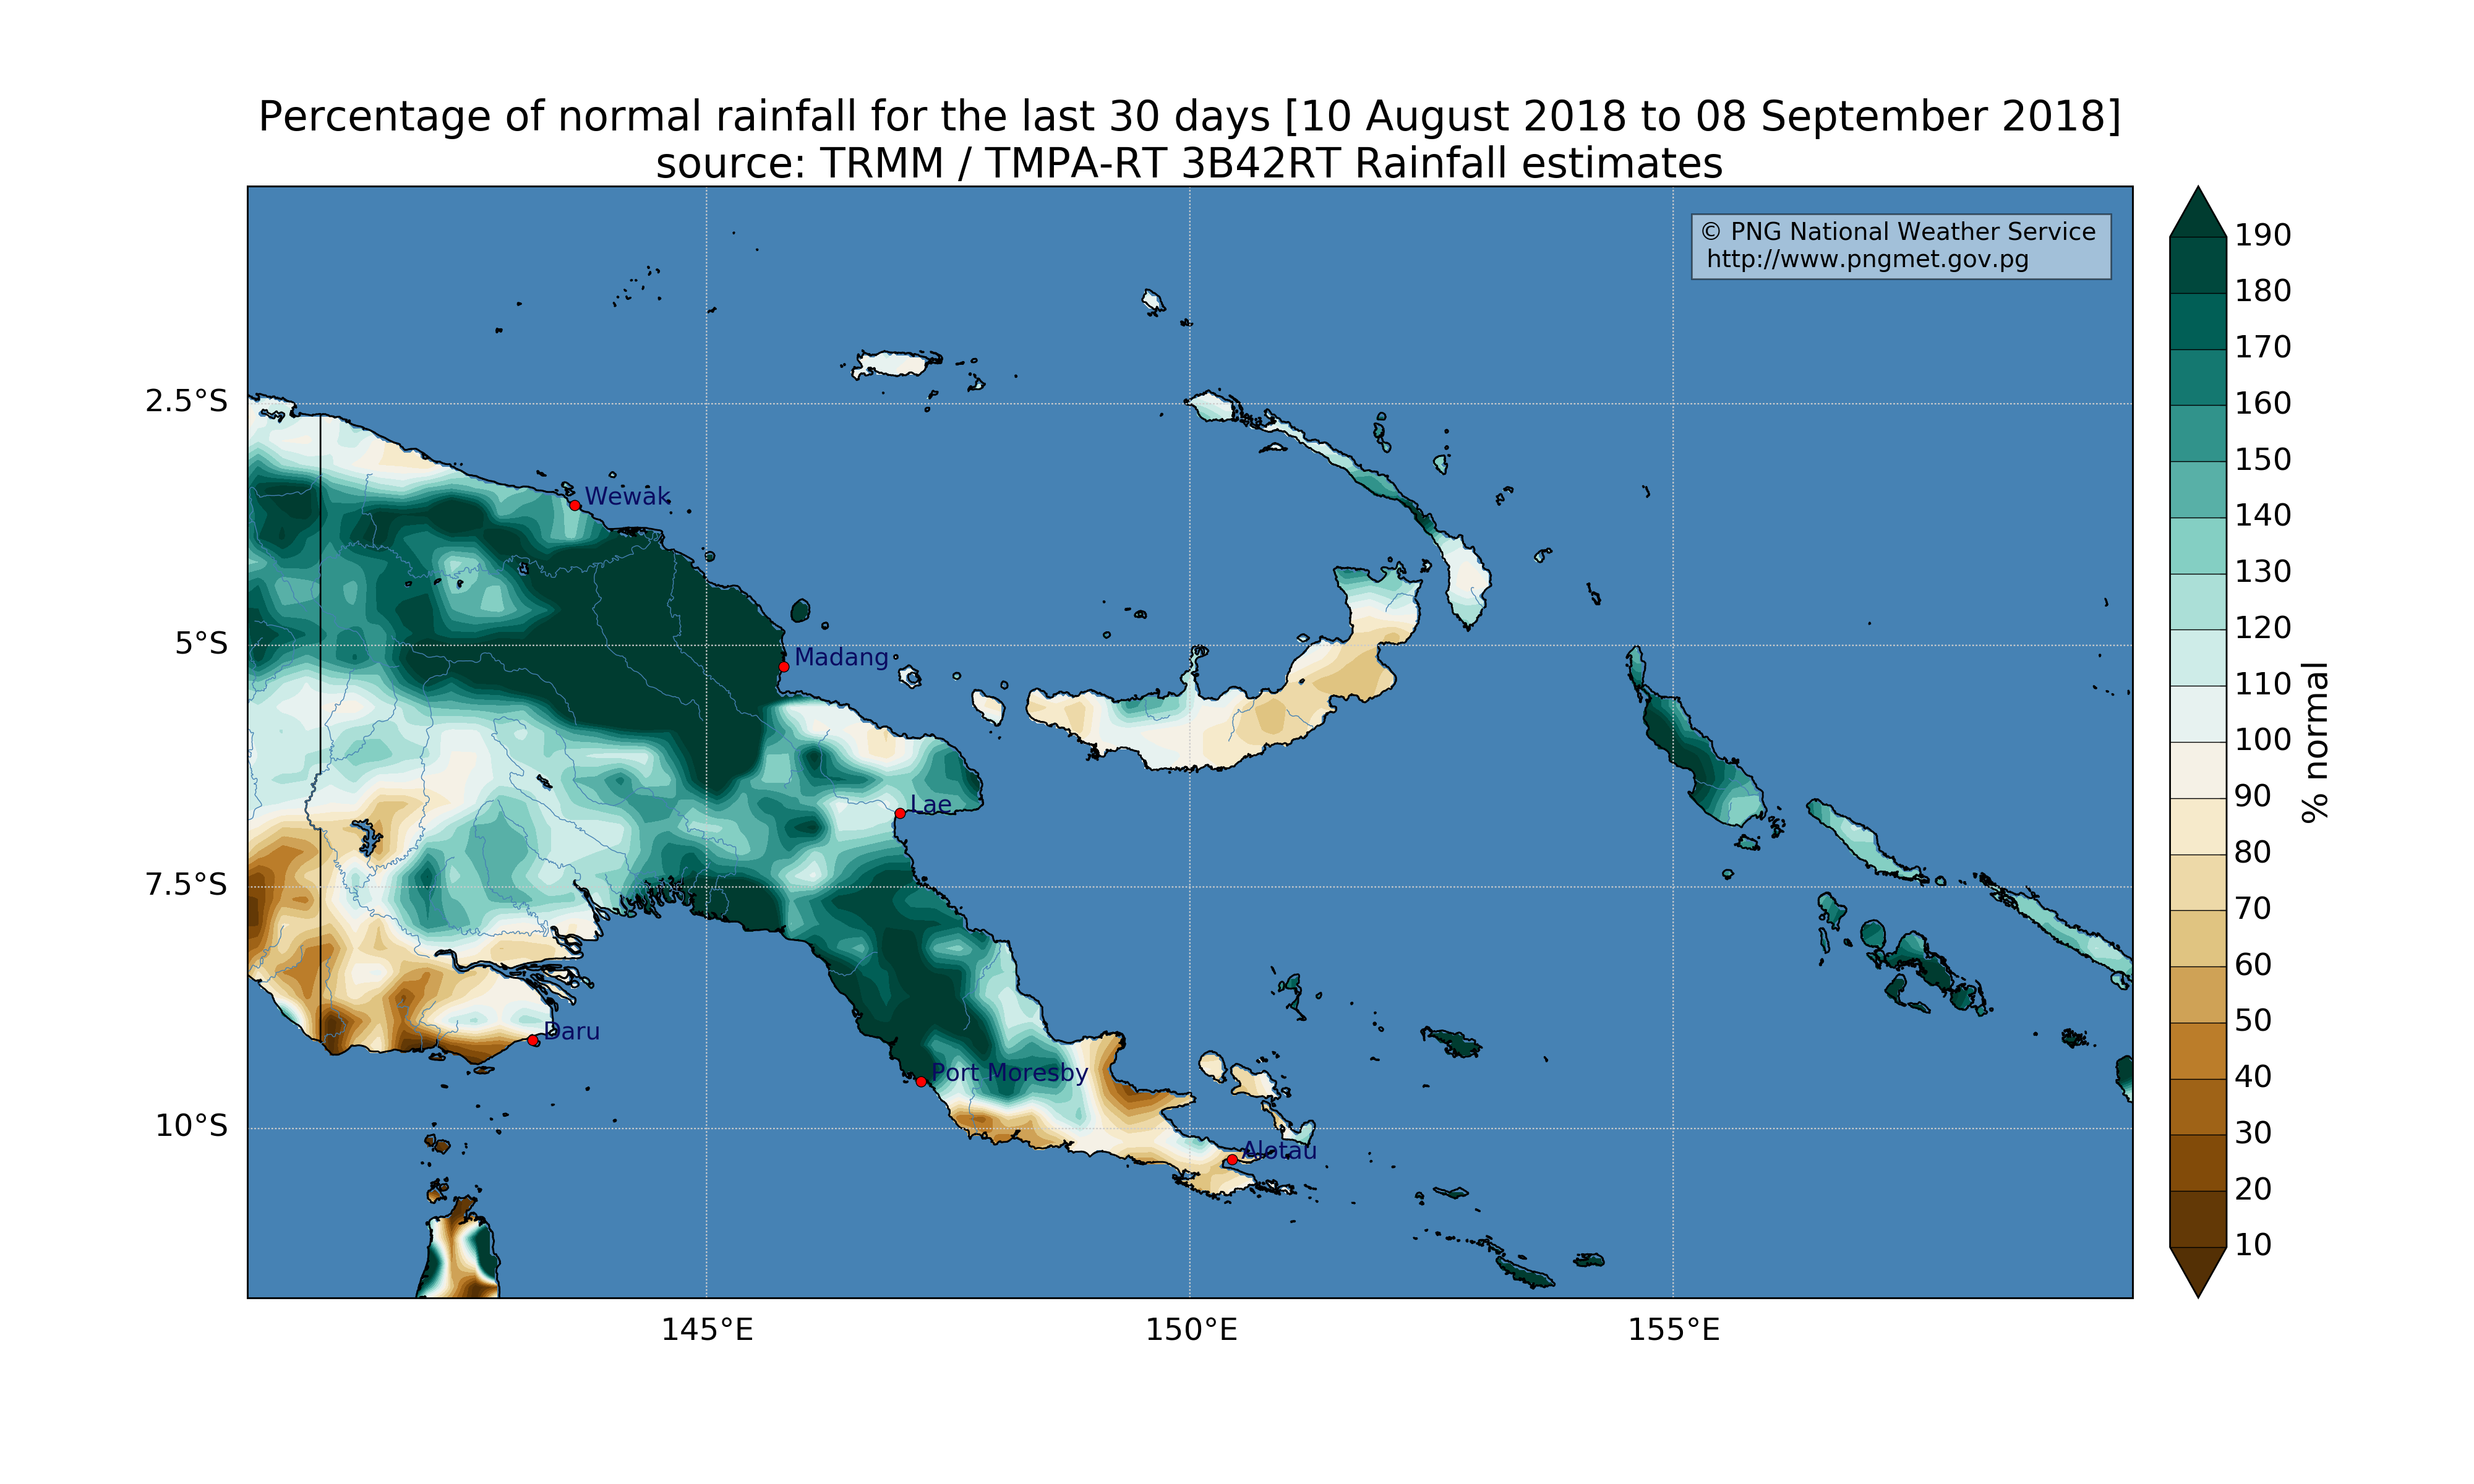 Percentage of normal rainfall for the last 30 days [10 August 2018 to 08 September 2018]
source: TRMM / TMPA-RT 3B42RT Rainfall estimates
© PNG National Weather Service
http://www.pngmet.gov.pg
2.5°S
5°S
7.5°S
10°S
Wewak
Madang
Lae
Daru
Port Moresby
Alotau
145°E
150°E
155°E
190
180
170
160
150
140
130
120
110
100
90
80
70
60
50
40
30
20
10
% normal